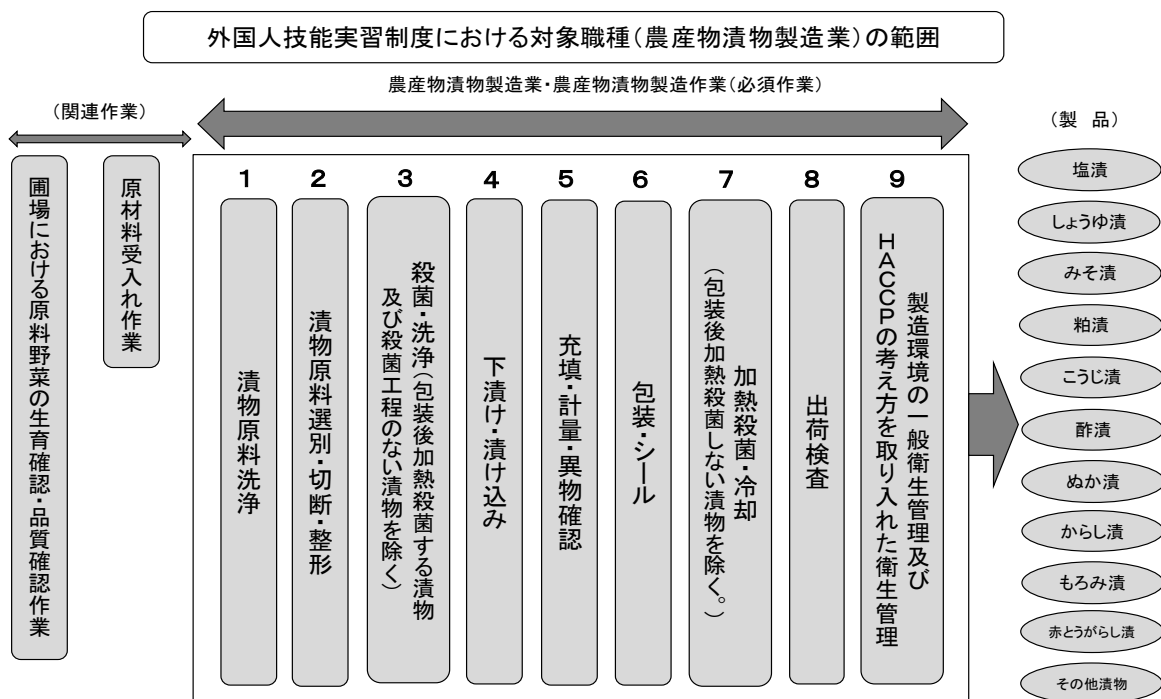 外国人技能実習制度における対象職種(農産物漬物製造業)の範囲
農産物漬物製造業・農産物漬物製造作業(必須作業)
(関連作業)
圃場における原料野菜の生育確認・品質確認作業
原材料受入れ作業
1
漬物原料洗浄
2
漬物原料選別・切断・整形
3
殺菌・洗浄(包装後加熱殺菌する漬物
及び殺菌工程のない漬物を除く)
4
下漬け・漬け込み
5
充填・計量・異物確認
6
包装・シール
7
加熱殺菌・冷却
(包装後加熱殺菌しない漬物を除く。)
8
出荷検査
9
製造環境の一般衛生管理及び
HACCPの考え方を取り入れた衛生管理
(製 品)
塩漬
しょうゆ漬
みそ漬
粕漬
こうじ漬
酢漬
ぬか漬
からし漬
もろみ漬
赤とうがらし漬
その他漬物